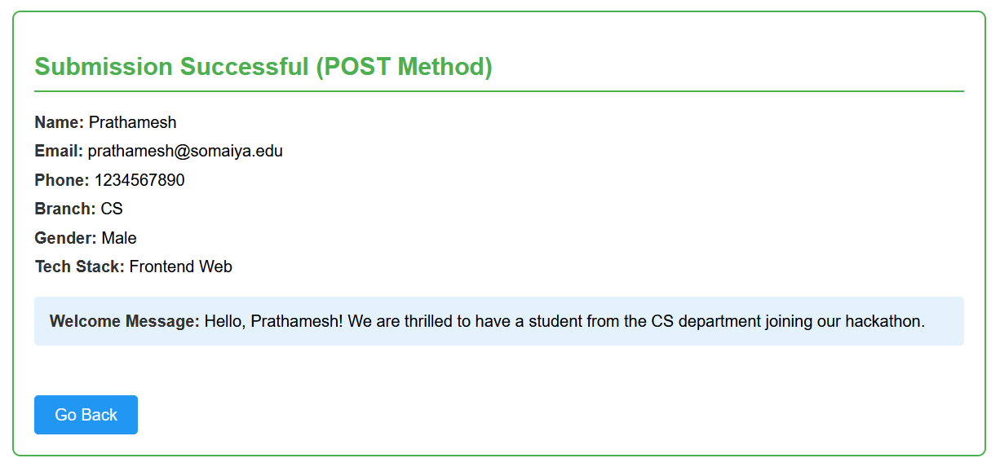 Submission Successful (POST Method)
Name: Prathamesh
Email: prathamesh@somaiya.edu
Phone: 1234567890
Branch: CS
Gender: Male
Tech Stack: Frontend Web
Welcome Message: Hello, Prathamesh! We are thrilled to have a student from the CS department joining our hackathon.
Go Back